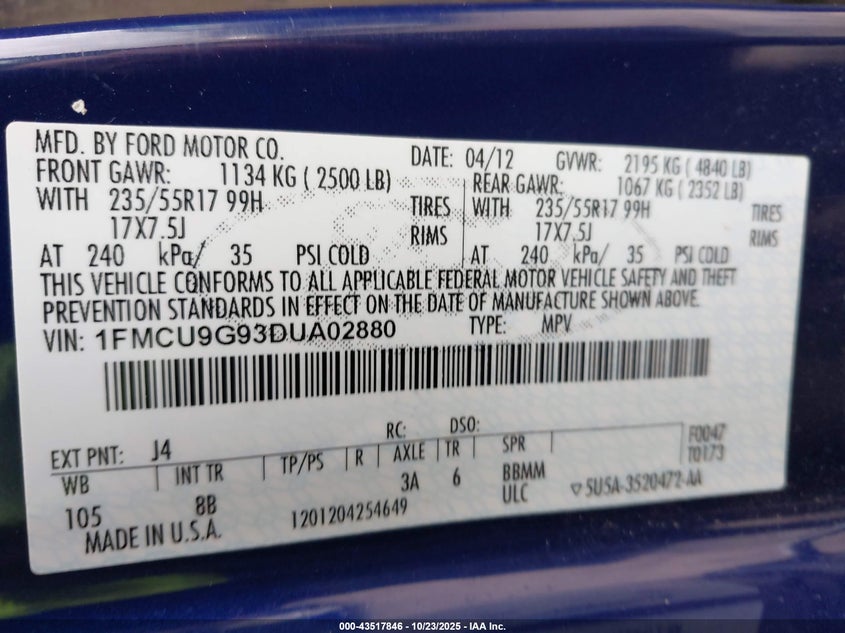 MFD. BY FORD MOTOR CO.
DATE: 04/12 GVWR: 2195 KG ( 4840 LB)
FRONT GAWR: 1134 KG ( 2500 LB) REAR GAWR: 1067 KG ( 2352 LB)
WITH 235/55R17 99H TIRES WITH 235/55R17 99H TIRES
17X7.5J RIMS 17X7.5J RIMS
AT 240 kPa/ 35 PSI COLD AT 240 kPa/ 35 PSI COLD
THIS VEHICLE CONFORMS TO ALL APPLICABLE FEDERAL MOTOR VEHICLE SAFETY AND THEFT
PREVENTION STANDARDS IN EFFECT ON THE DATE OF MANUFACTURE SHOWN ABOVE.
VIN: 1FMCU9G93DUA02880 TYPE: MPV
EXT PNT: J4 RC: DSO: F0047
WB INT TR TP/PS R AXLE TR SPR T0173
105 8B 3A 6 BBMM
ULC ▽5U5A-3520472-AA
MADE IN U.S.A. 1201204254649
000-43517846 | 10/23/2025 - IAA Inc.